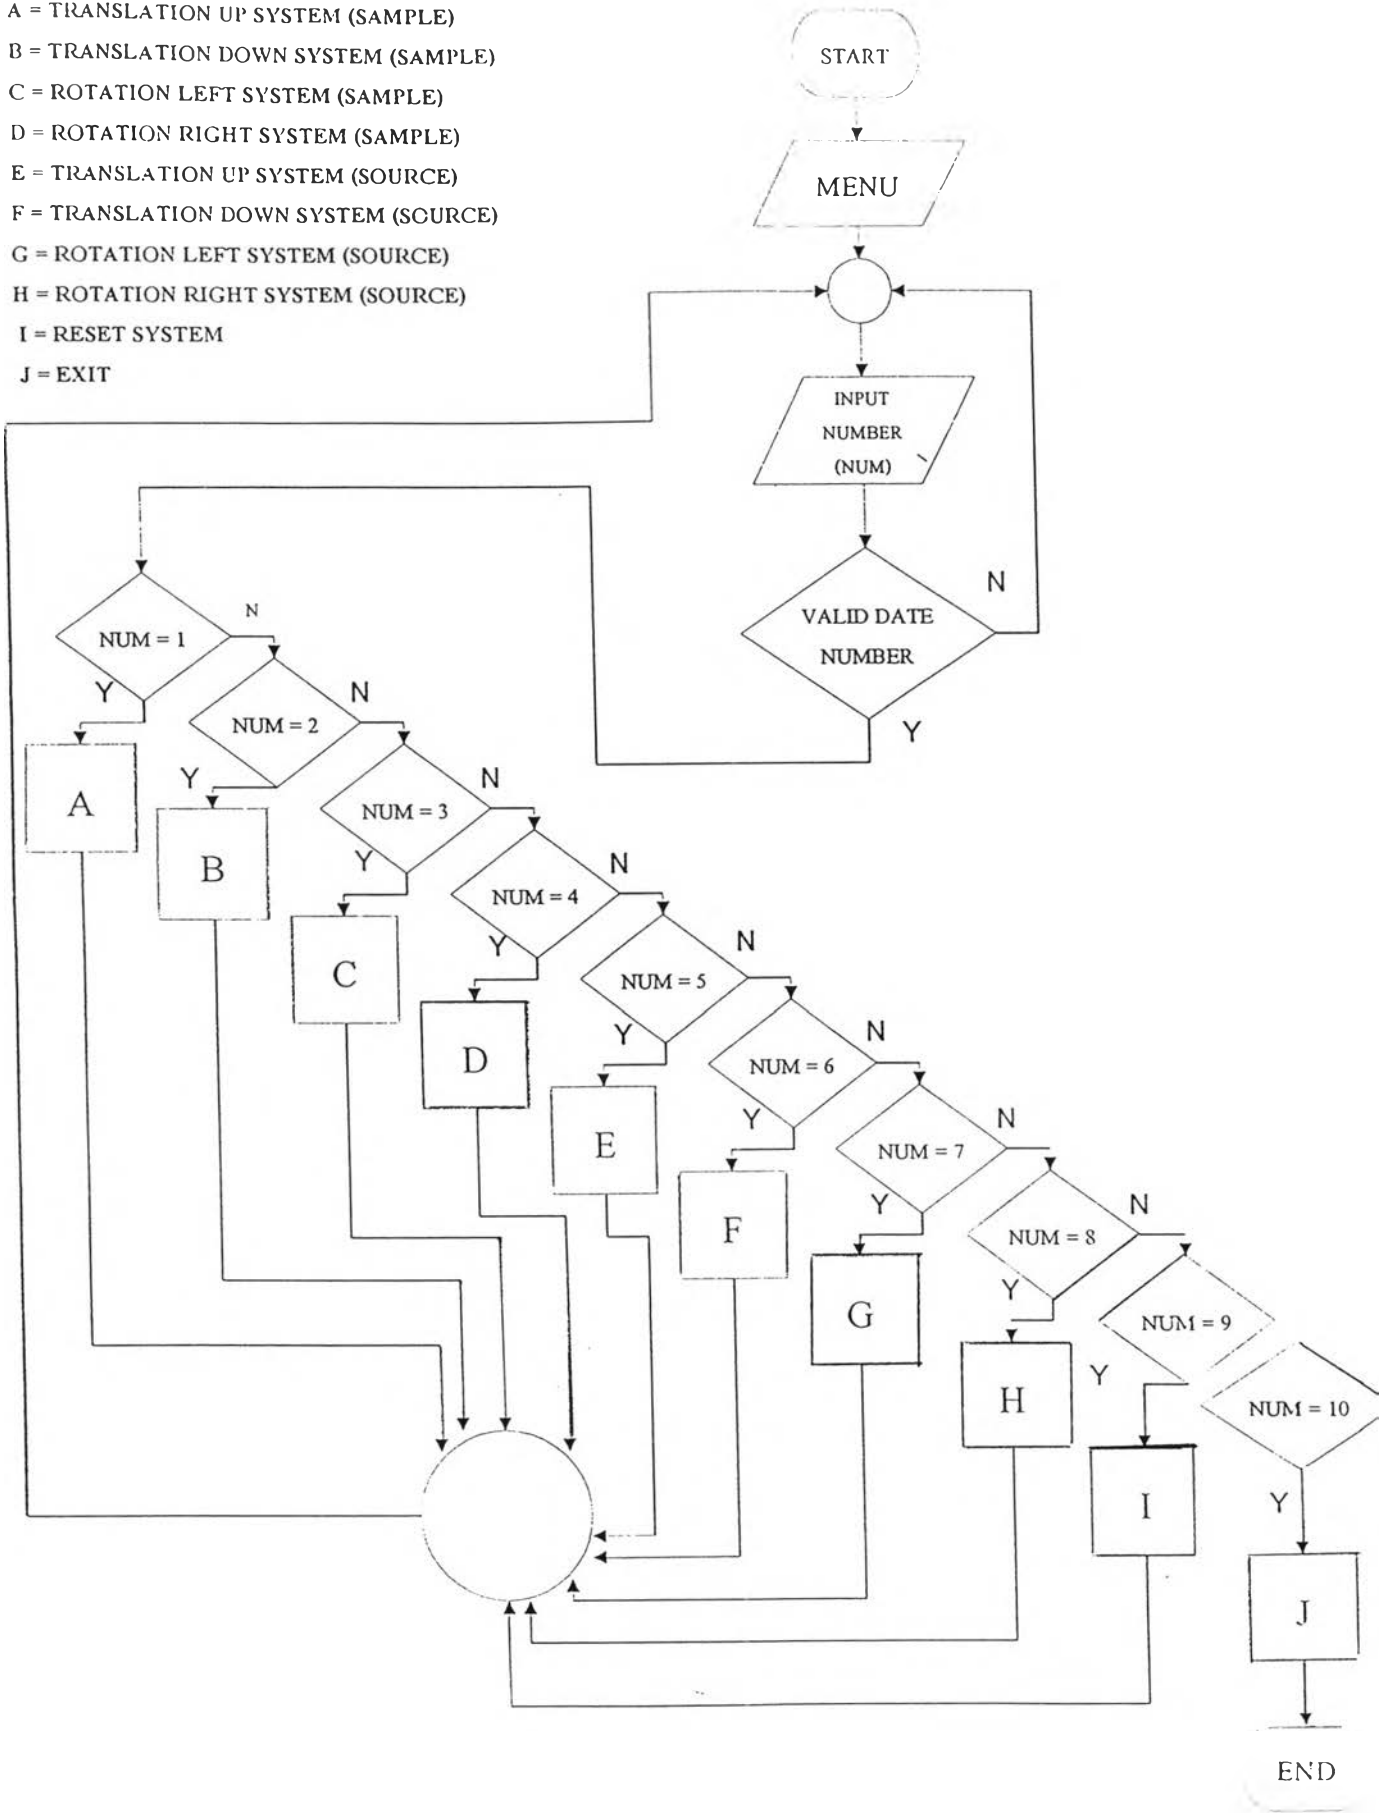 A = TRANSLATION UP SYSTEM (SAMPLE)
B = TRANSLATION DOWN SYSTEM (SAMPLE)
C = ROTATION LEFT SYSTEM (SAMPLE)
D = ROTATION RIGHT SYSTEM (SAMPLE)
E = TRANSLATION UP SYSTEM (SOURCE)
F = TRANSLATION DOWN SYSTEM (SOURCE)
G = ROTATION LEFT SYSTEM (SOURCE)
H = ROTATION RIGHT SYSTEM (SOURCE)
I = RESET SYSTEM
J = EXIT
START
MENU
INPUT
NUMBER
(NUM)
VALID DATE
NUMBER
N
Y
NUM = 1
N
Y
A
NUM = 2
N
Y
B
NUM = 3
N
Y
C
NUM = 4
N
Y
D
NUM = 5
N
Y
E
NUM = 6
N
Y
F
NUM = 7
N
Y
G
NUM = 8
N
Y
H
NUM = 9
Y
I
NUM = 10
Y
J
END